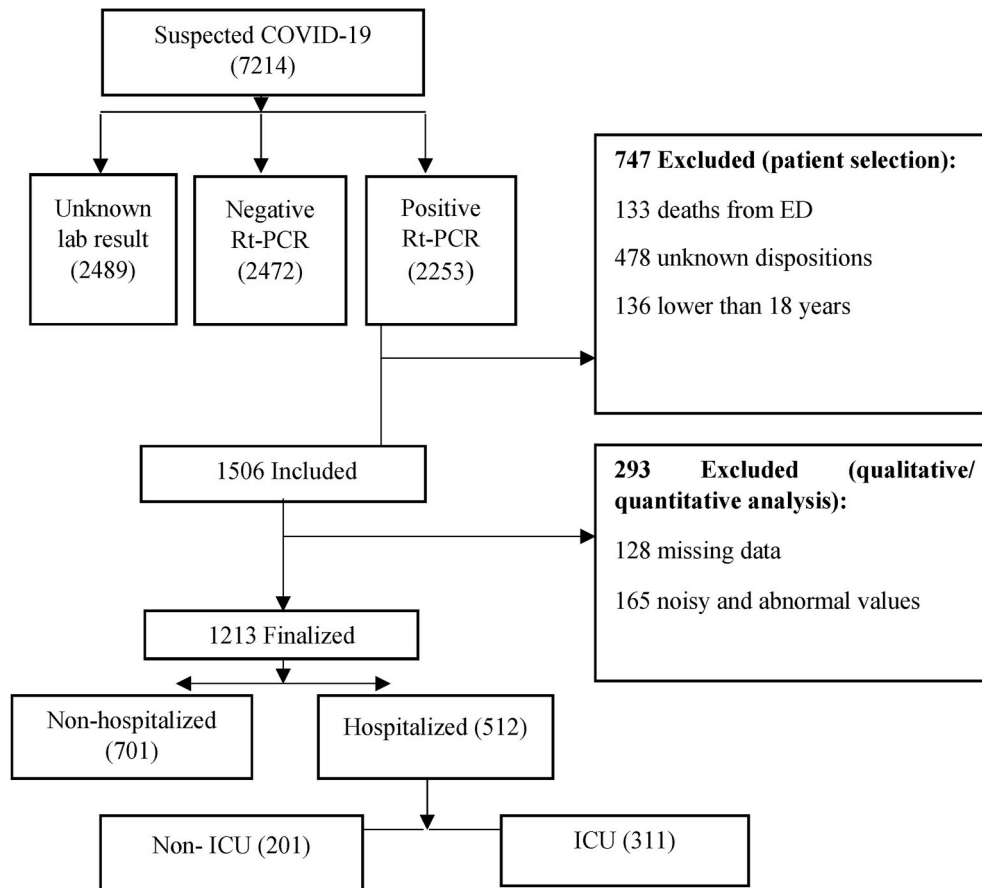 Suspected COVID-19
(7214)
Unknown
lab result
(2489)
Negative
Rt-PCR
(2472)
Positive
Rt-PCR
(2253)
747 Excluded (patient selection):
133 deaths from ED
478 unknown dispositions
136 lower than 18 years
1506 Included
293 Excluded (qualitative/
quantitative analysis):
128 missing data
165 noisy and abnormal values
1213 Finalized
Non-hospitalized
(701)
Hospitalized (512)
Non- ICU (201)
ICU (311)